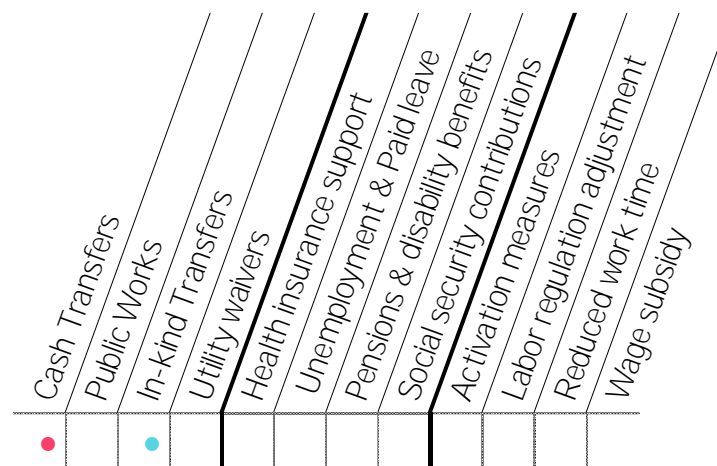 Cash Transfers
Public Works
In-Kind Transfers
Utility waivers
Health insurance support
Unemployment & Paid leave
Pensions & disability benefits
Social security contributions
Activation measures
Labor regulation adjustment
Reduced work time
Wage subsidy